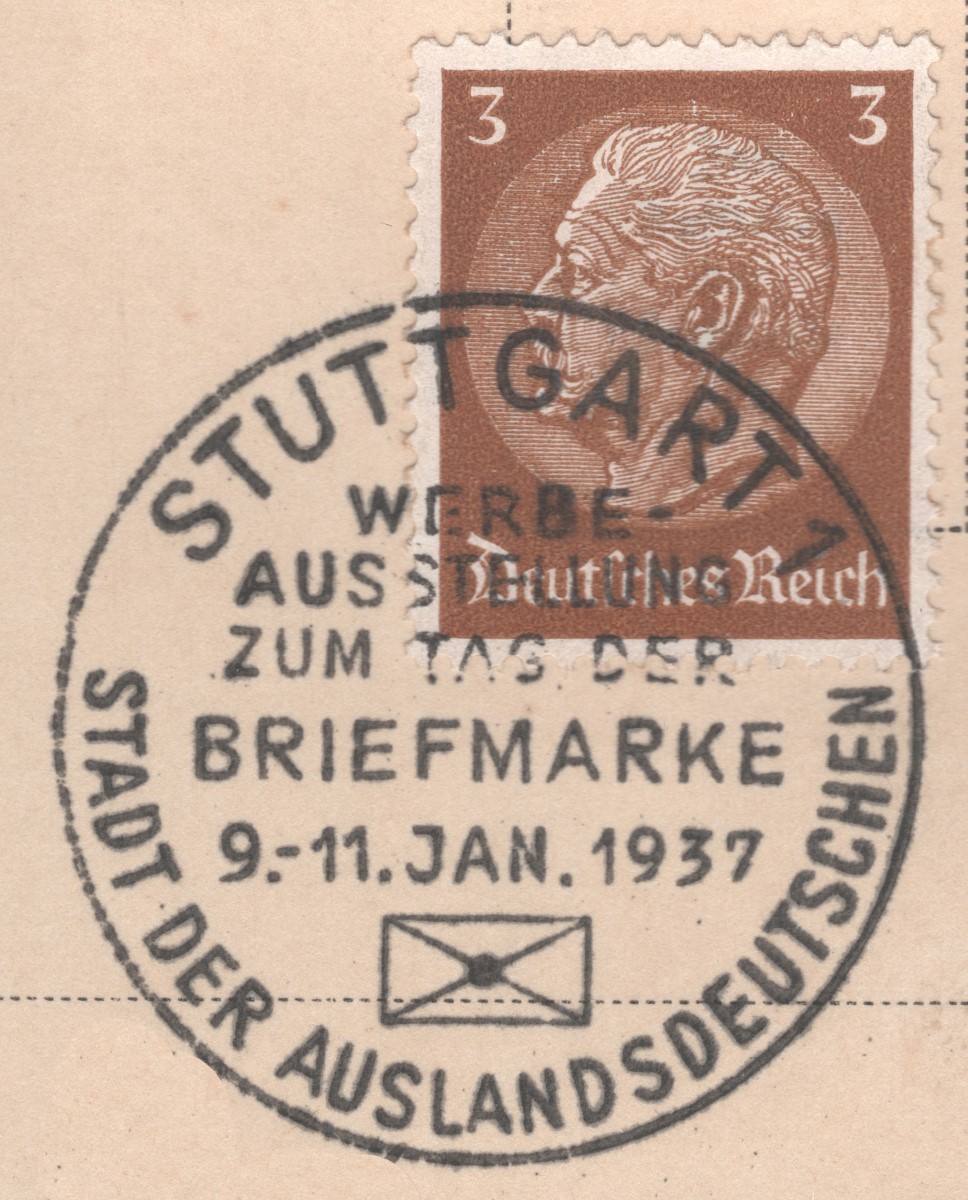 3 3
Deutsches Reich
STUTTGART 1
WERBE-
AUSSTELLUNG
ZUM TAG DER
BRIEFMARKE
9.-11. JAN. 1937
STADT DER AUSLANDSDEUTSCHEN